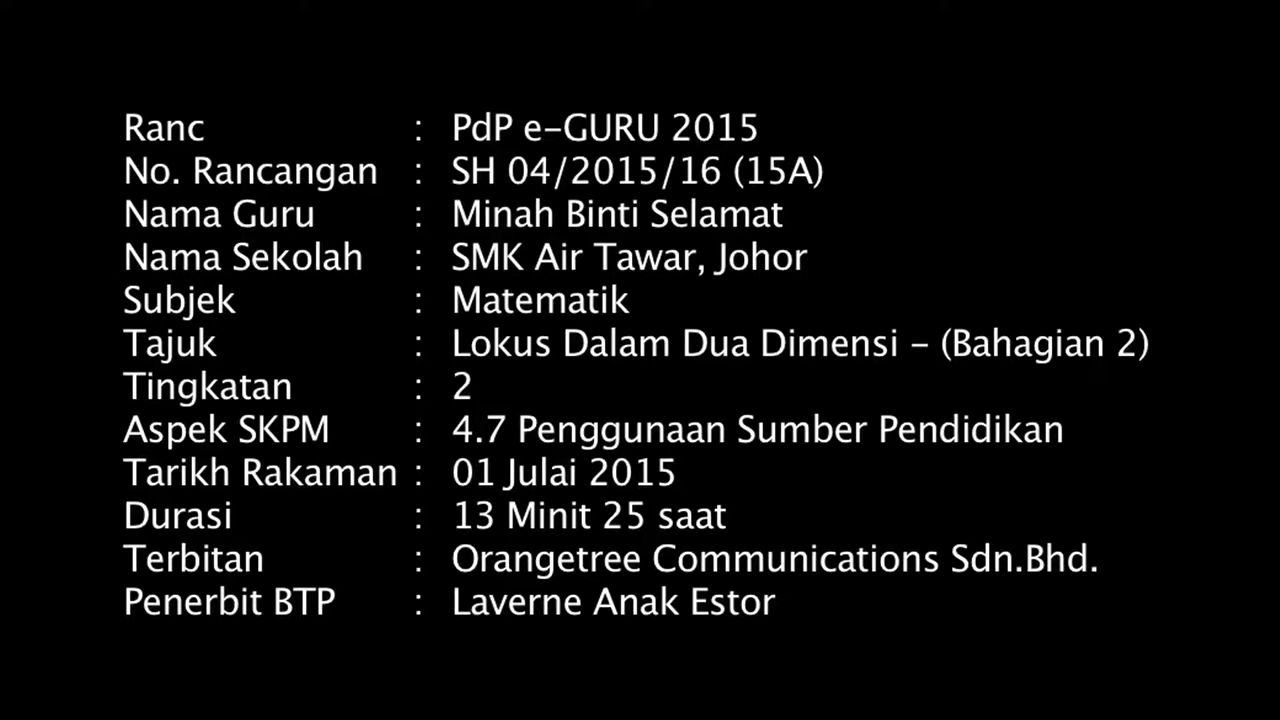 Ranc : PdP e-GURU 2015
No. Rancangan : SH 04/2015/16 (15A)
Nama Guru : Minah Binti Selamat
Nama Sekolah : SMK Air Tawar, Johor
Subjek : Matematik
Tajuk : Lokus Dalam Dua Dimensi - (Bahagian 2)
Tingkatan : 2
Aspek SKPM : 4.7 Penggunaan Sumber Pendidikan
Tarikh Rakaman : 01 Julai 2015
Durasi : 13 Minit 25 saat
Terbitan : Orangetree Communications Sdn.Bhd.
Penerbit BTP : Laverne Anak Estor